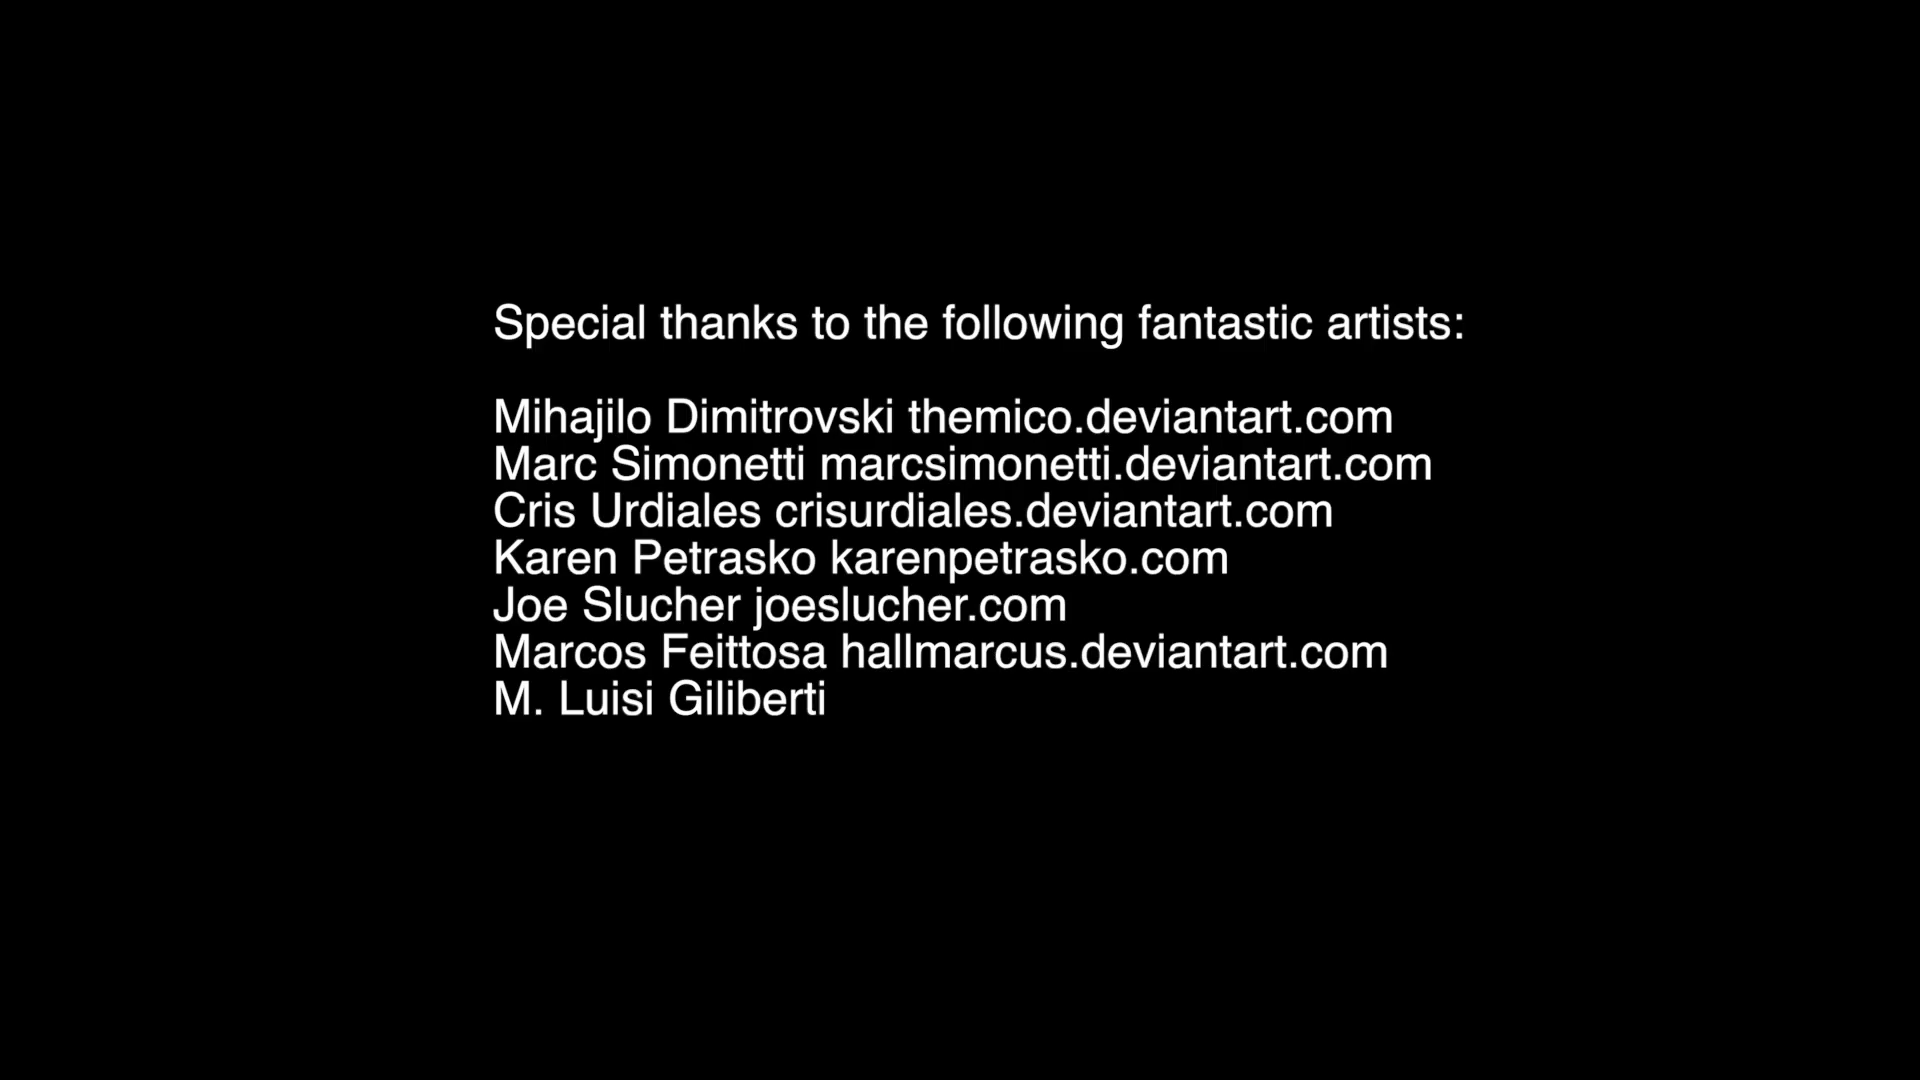 Special thanks to the following fantastic artists:
Mihajilo Dimitrovski themico.deviantart.com
Marc Simonetti marcsimonetti.deviantart.com
Cris Urdiales crisurdiales.deviantart.com
Karen Petrasko karenpetrasko.com
Joe Slucher joeslucher.com
Marcos Feittosa hallmarcus.deviantart.com
M. Luisi Giliberti